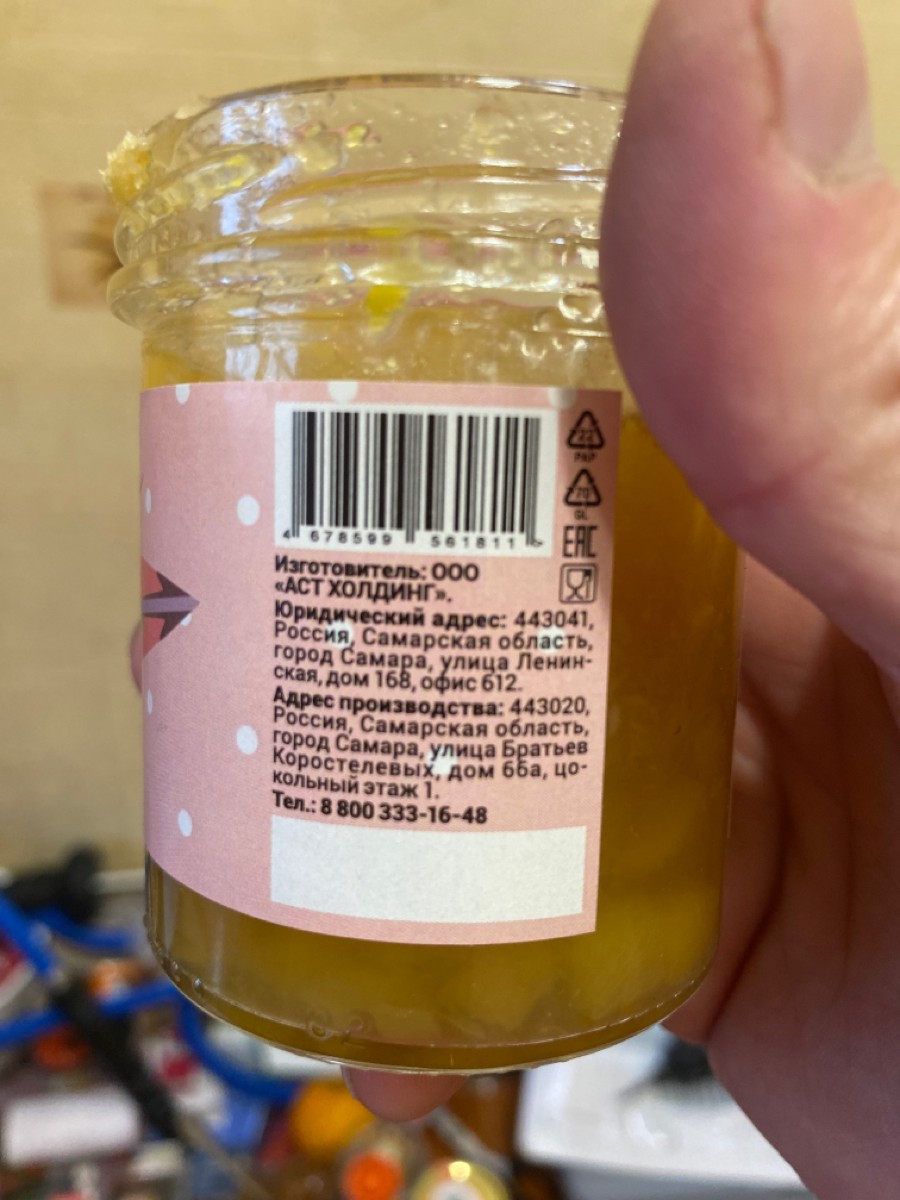 22
PAP
70
GL
EAC
4 678599 561811 >
Изготовитель: ООО
«АСТ ХОЛДИНГ».
Юридический адрес: 443041,
Россия, Самарская область,
город Самара, улица Ленин-
ская, дом 168, офис 612.
Адрес производства: 443020,
Россия, Самарская область,
город Самара, улица Братьев
Коростелевых, дом 66а, цо-
кольный этаж 1.
Тел.: 8 800 333-16-48